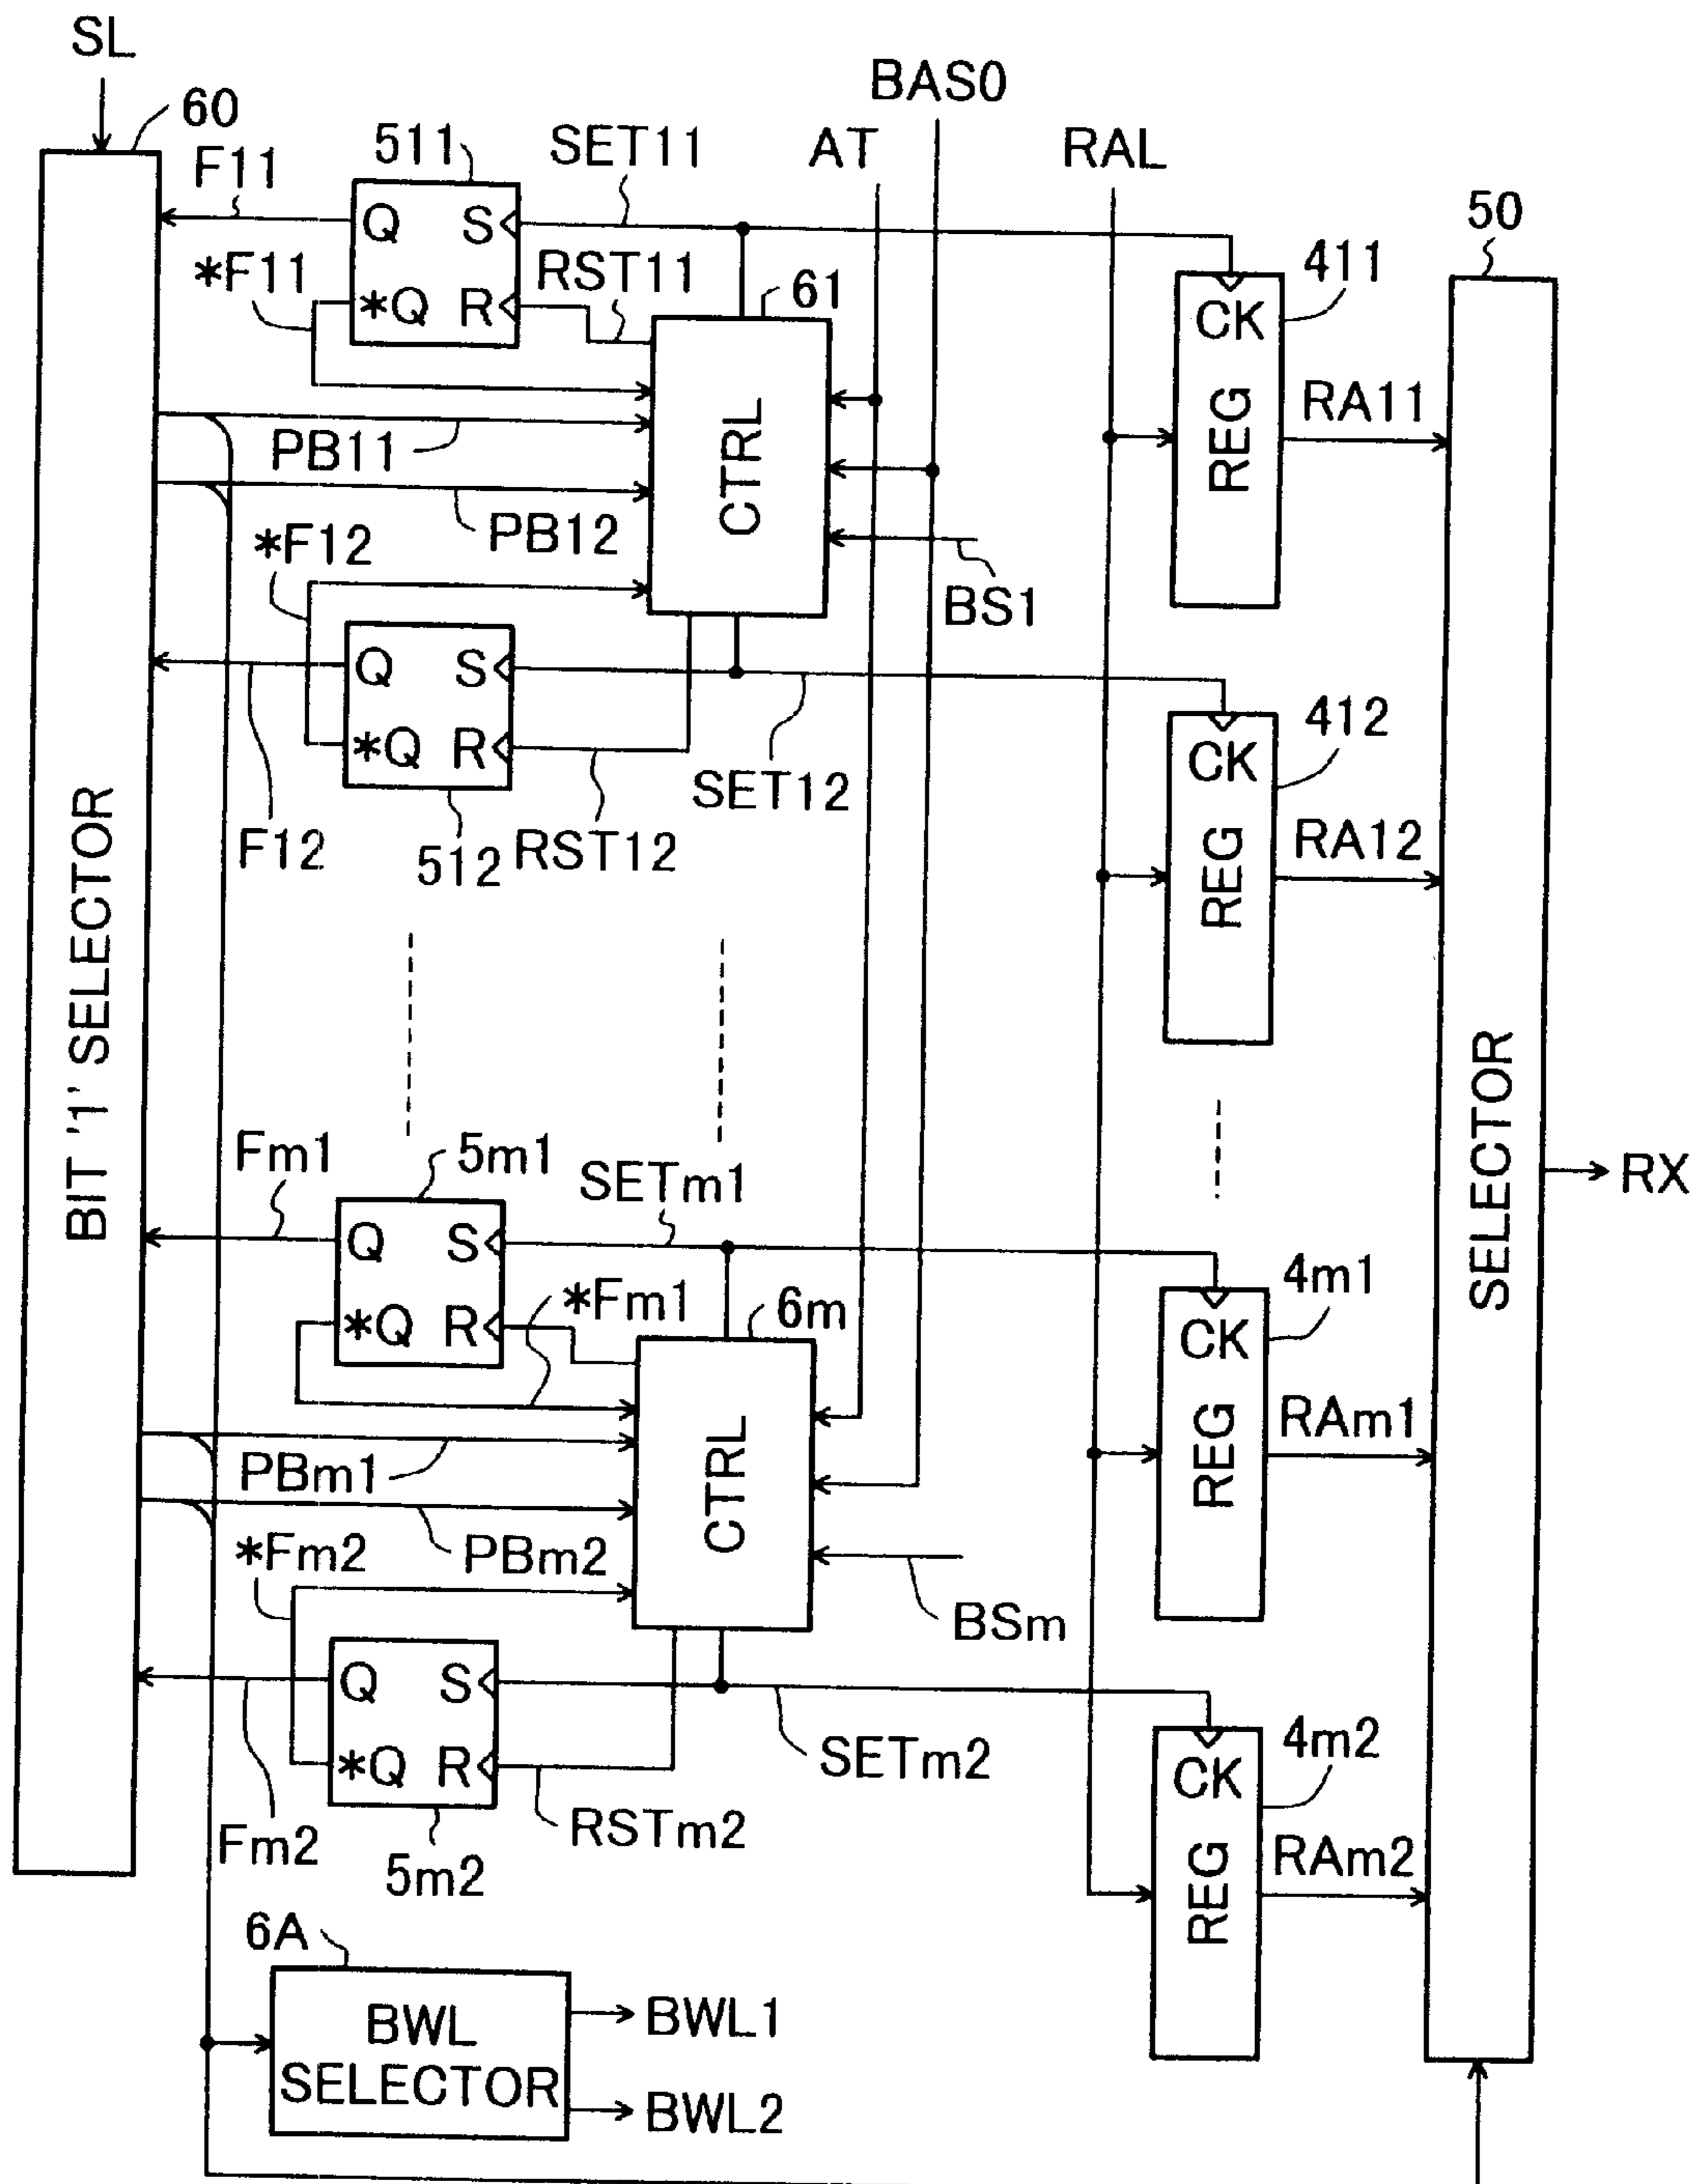 SL
60
BAS0
AT
RAL
511
SET11
F11
50
Q
S
*F11
RST11
*Q
R
61
CK
411
REG
RA11
PB11
CTRL
PB12
*F12
BS1
Q
S
412
CK
*Q
R
SET12
REG
RA12
F12
512
RST12
BIT '1' SELECTOR
SELECTOR
RX
Fm1
5m1
SETm1
Q
S
*Fm1
6m
4m1
*Q
R
CK
REG
RAm1
PBm1
CTRL
PBm2
*Fm2
BSm
Q
S
SETm2
4m2
*Q
R
CK
RSTm2
Fm2
5m2
REG
RAm2
6A
BWL
SELECTOR
BWL1
BWL2